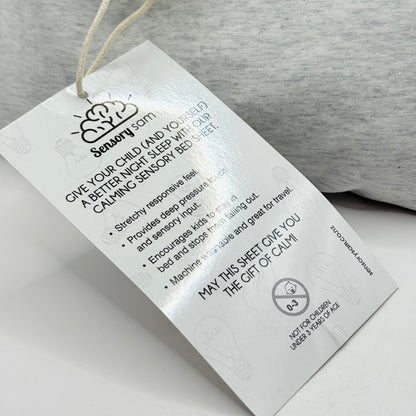 Sensory sam
GIVE YOUR CHILD (AND YOURSELF)
A BETTER NIGHT SLEEP WITH OUR
CALMING SENSORY BED SHEET.
• Stretchy responsive feel.
• Provides deep pressure touch
and sensory input.
• Encourages kids to stay in
bed and stops them falling out.
• Machine washable and great for travel.
MAY THIS SHEET GIVE YOU
THE GIFT OF CALM!
0-3
NOT FOR CHILDREN
UNDER 3 YEARS OF AGE
SENSORYSAM.CO.NZ